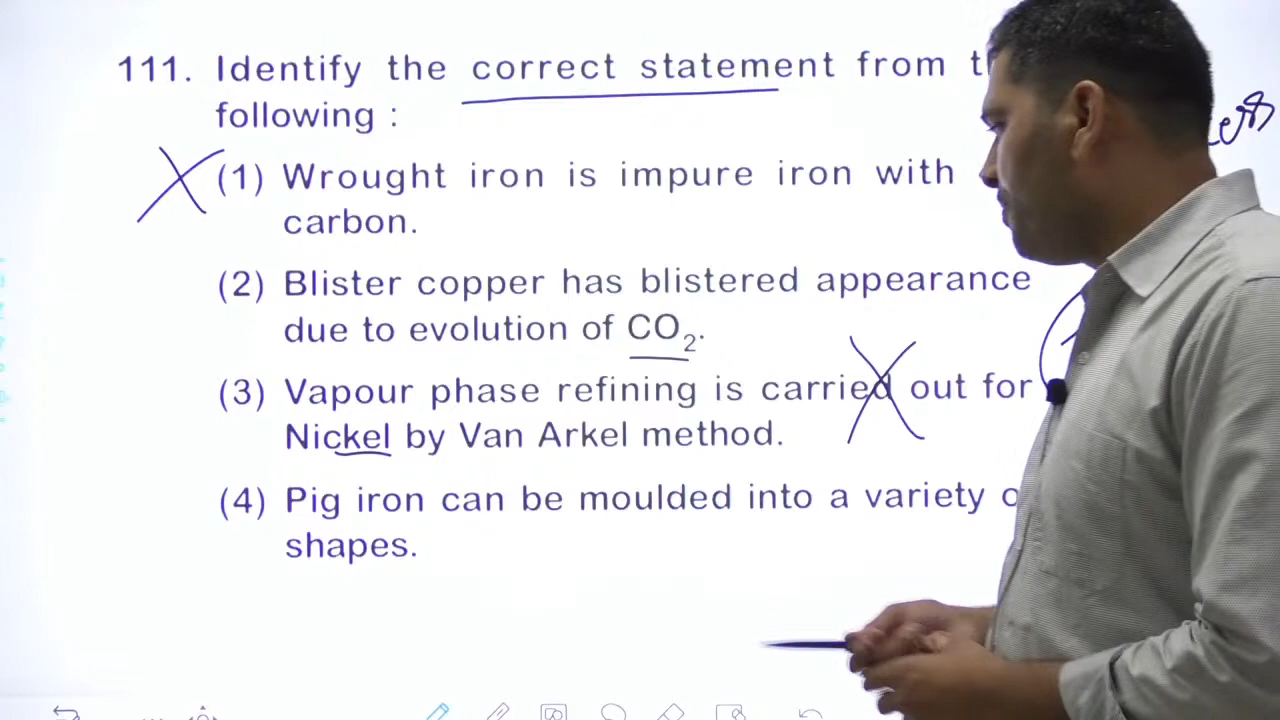 111. Identify the correct statement from
following :
(1) Wrought iron is impure iron with
carbon.
(2) Blister copper has blistered appearance
due to evolution of CO₂.
(3) Vapour phase refining is carried out for
Nickel by Van Arkel method.
(4) Pig iron can be moulded into a variety
shapes.